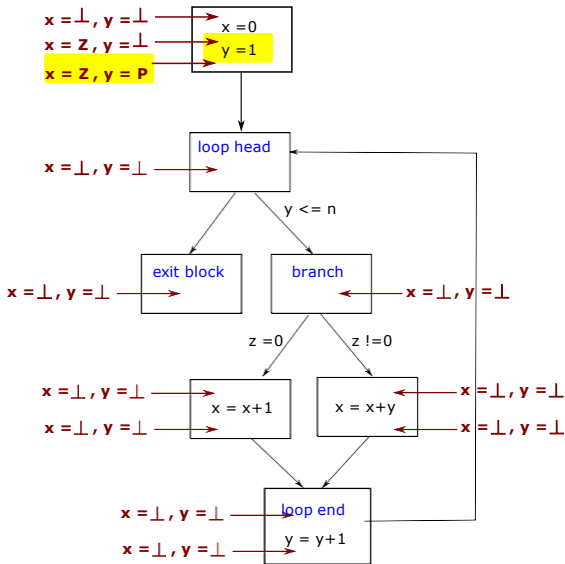 x = ⊥ , y = ⊥
x = 0
x = Z , y = ⊥
y = 1
x = Z , y = P
loop head
x = ⊥ , y = ⊥
y <= n
exit block
branch
x = ⊥ , y = ⊥
x = ⊥ , y = ⊥
z =0
z !=0
x = ⊥ , y = ⊥
x = ⊥ , y = ⊥
x = x+1
x = x+y
x = ⊥ , y = ⊥
x = ⊥ , y = ⊥
loop end
x = ⊥ , y = ⊥
y = y+1
x = ⊥ , y = ⊥